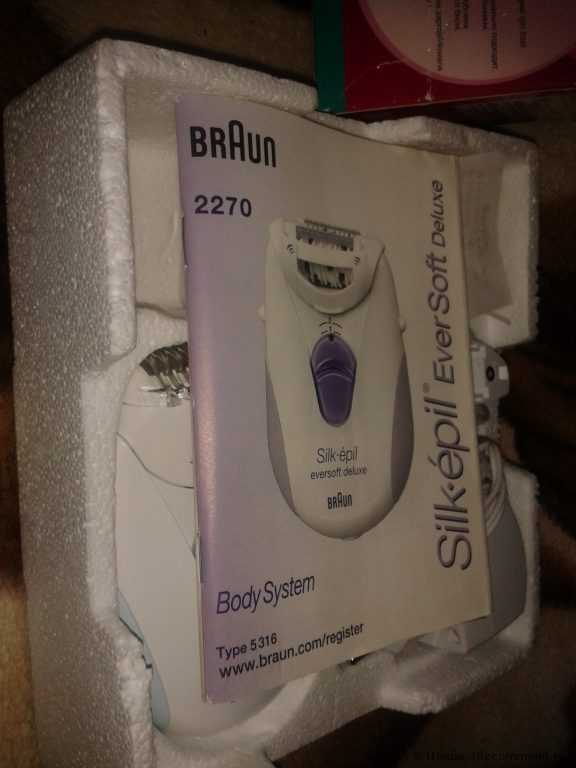 BRAUN
2270
Silk·épil® EverSoft Deluxe
Silk·épil
eversoft deluxe
BRAUN
Body System
Type 5316
www.braun.com/register